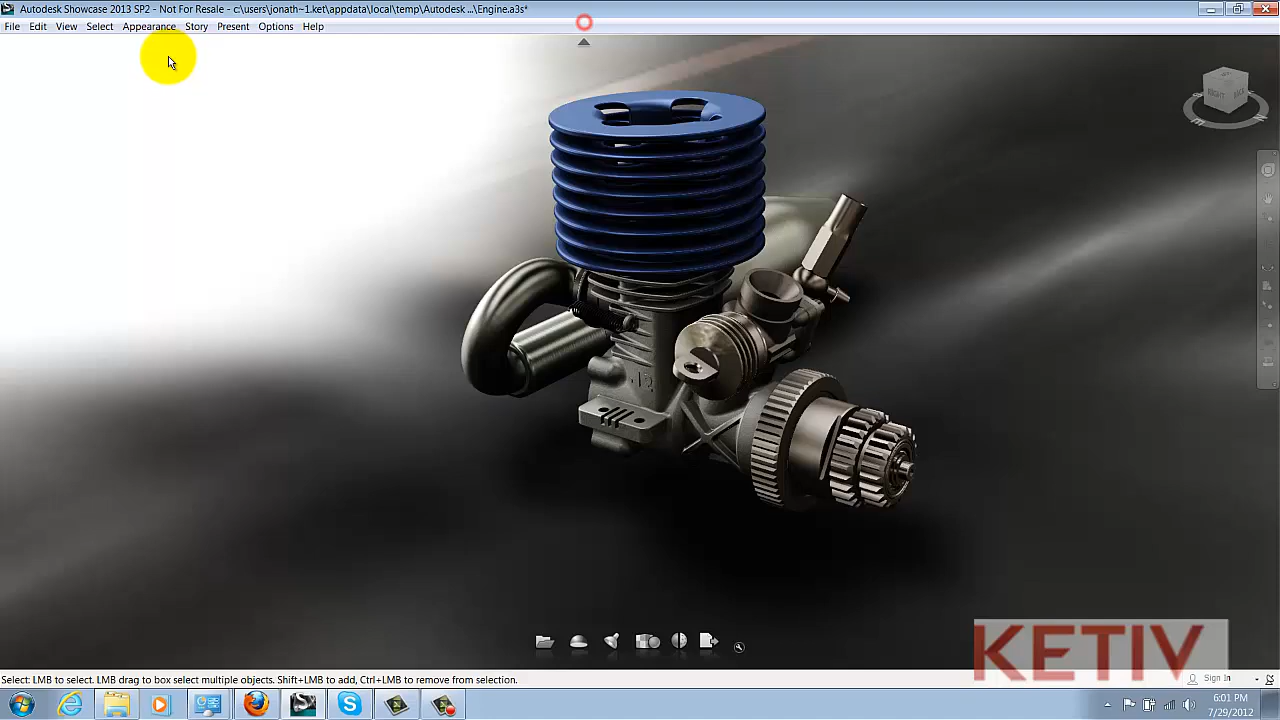 Autodesk Showcase 2013 SP2 - Not For Resale - c:\users\jonath~1.ket\appdata\local\temp\Autodesk ...\Engine.a3s*
File Edit View Select Appearance Story Present Options Help
KETIV
Select: LMB to select. LMB drag to box select multiple objects. Shift+LMB to add, Ctrl+LMB to remove from selection.
Sign In
6:01 PM
7/29/2012